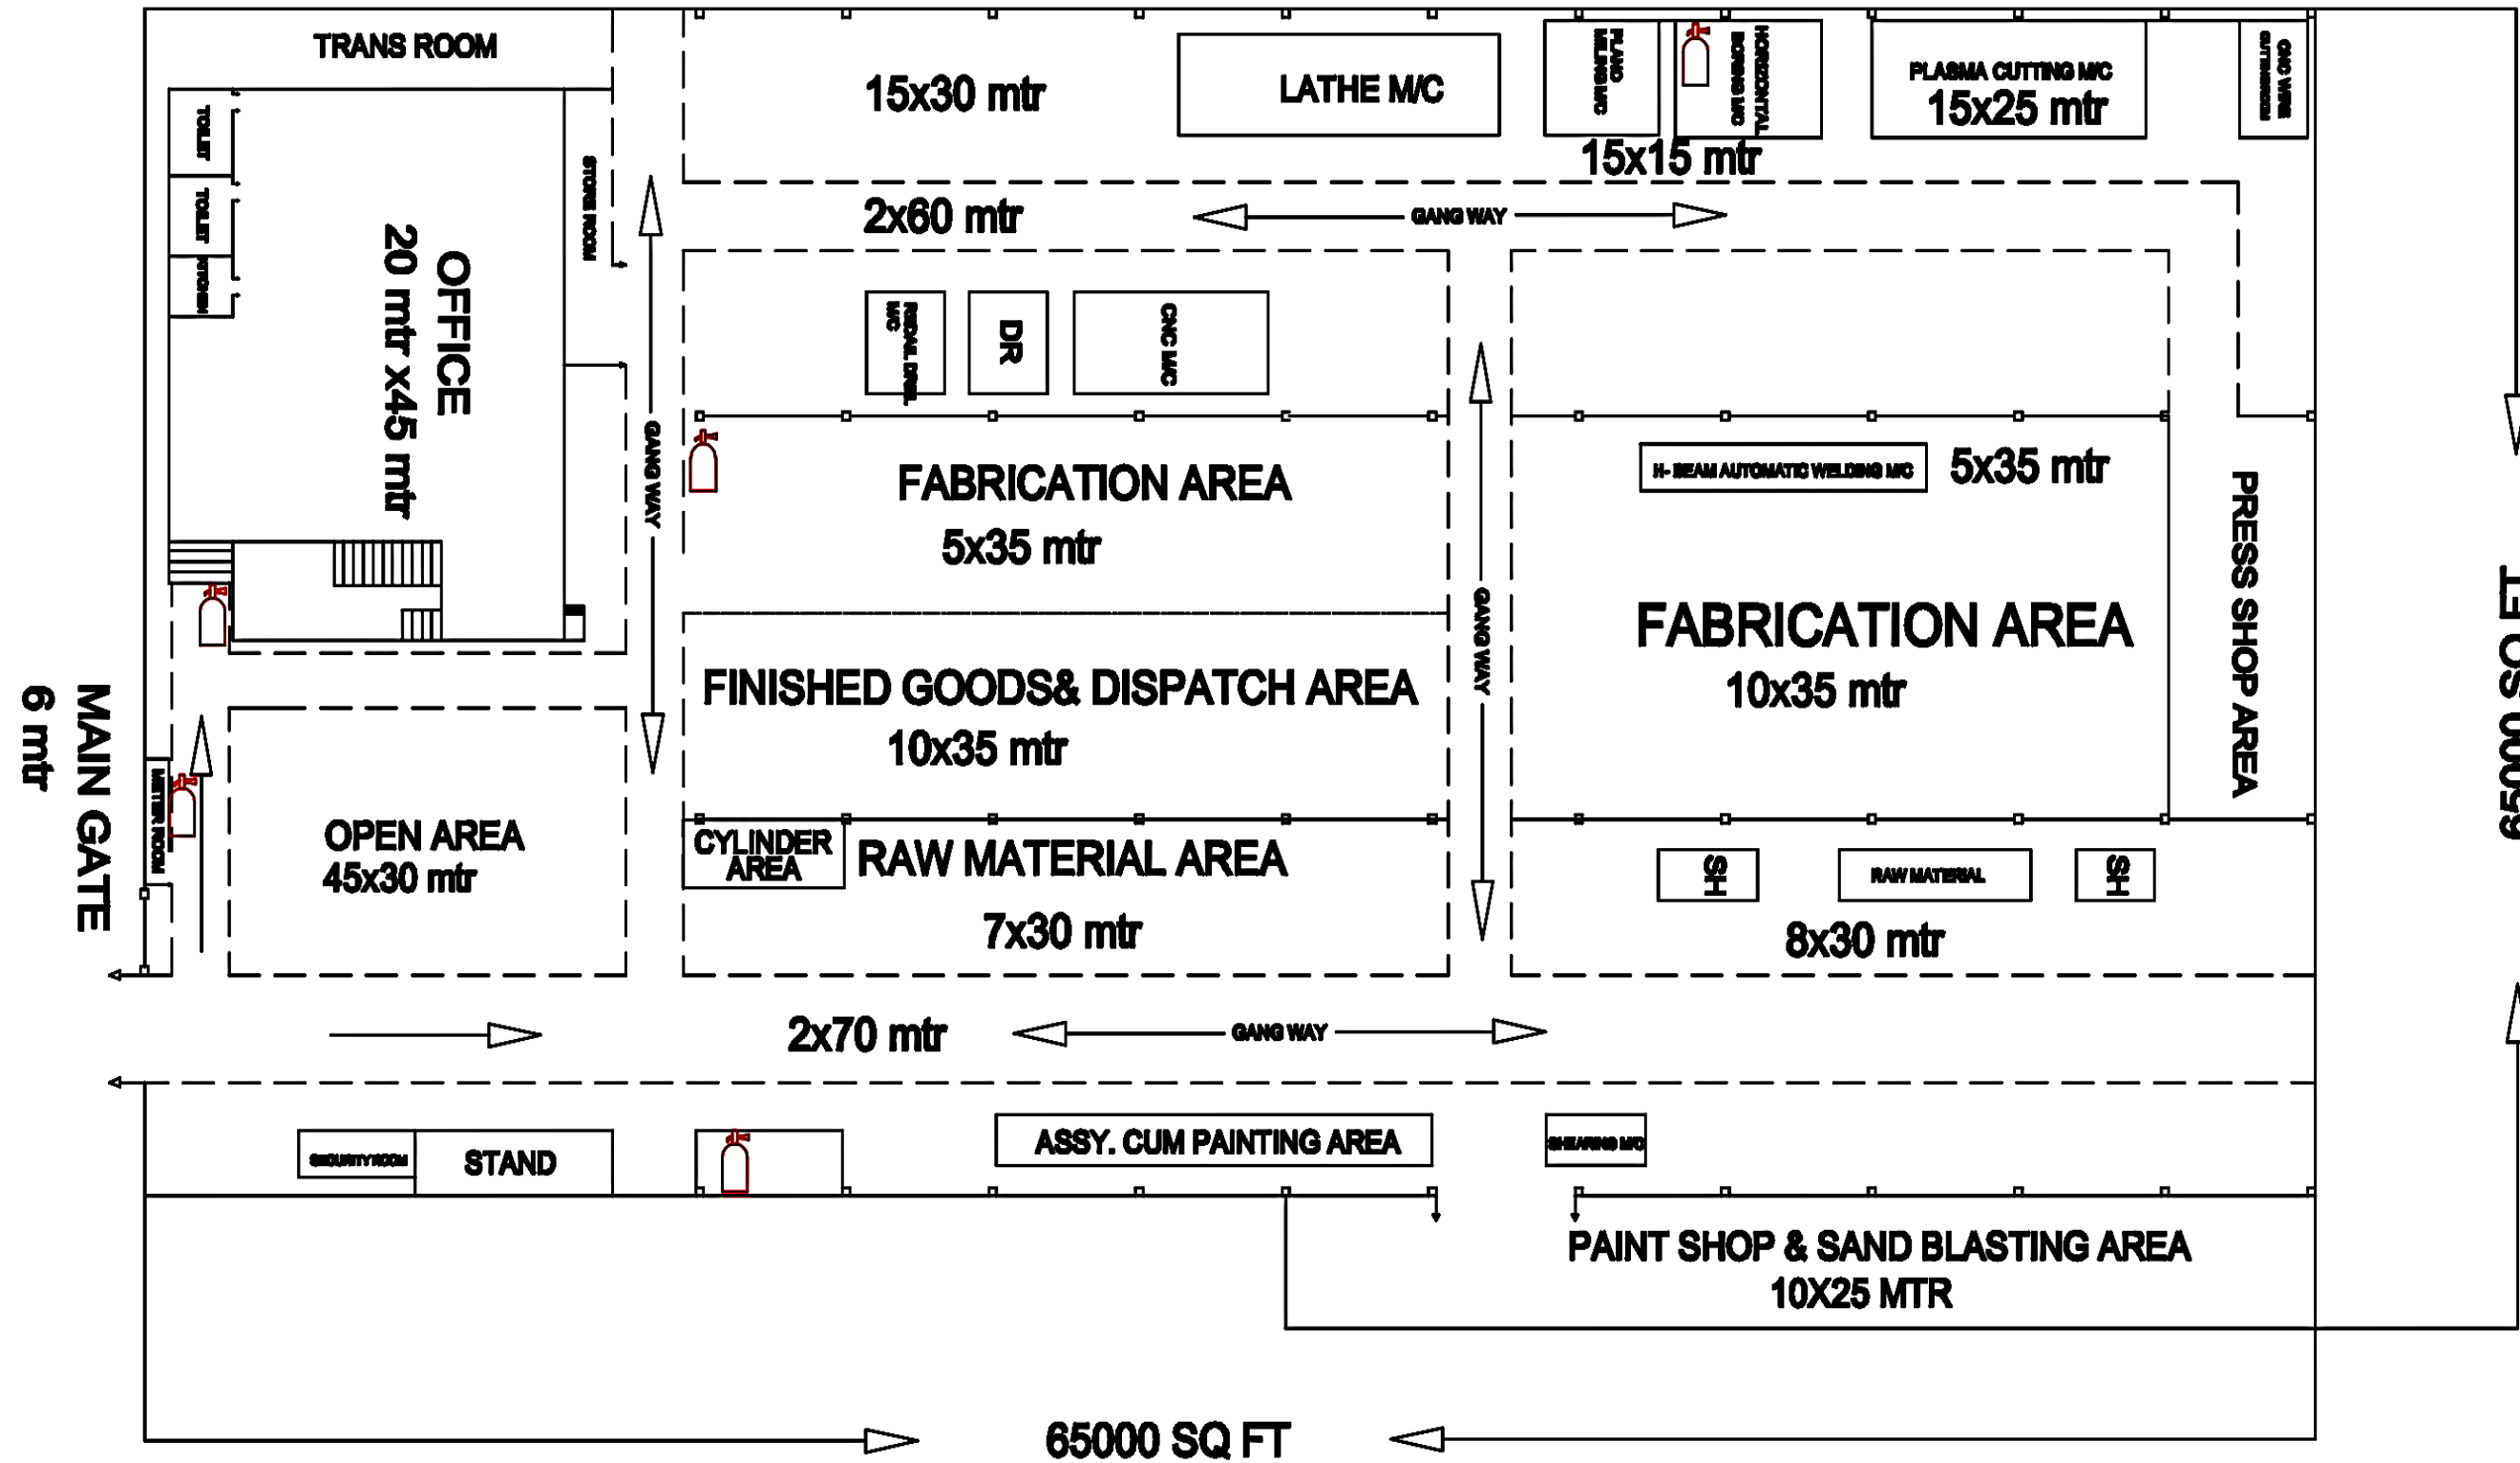 TRANS ROOM
15x30 mtr
LATHE M/C
PLANO
MILING M/C
HORIZONTAL
BORING M/C
15x15 mtr
PLASMA CUTTING M/C
15x25 mtr
CNC WIRE
TOILET
TOILET
KITCHEN
STORE ROOM
OFFICE
20 mtr x45 mtr
2x60 mtr
GANG WAY
GANG WAY
M/C
DR
CNC M/C
FABRICATION AREA
5x35 mtr
H- BEAM AUTOMATIC WELDING M/C
5x35 mtr
PRESS SHOP AREA
GANG WAY
FABRICATION AREA
10x35 mtr
FINISHED GOODS& DISPATCH AREA
10x35 mtr
MAIN GATE
6 mtr
METER ROOM
OPEN AREA
45x30 mtr
CYLINDER
AREA
RAW MATERIAL AREA
7x30 mtr
SH
RAW MATERIAL
SH
8x30 mtr
2x70 mtr
GANG WAY
SECURITY ROOM
STAND
ASSY. CUM PAINTING AREA
SHEARING M/C
PAINT SHOP & SAND BLASTING AREA
10X25 MTR
65000 SQ FT
65000 SQ FT